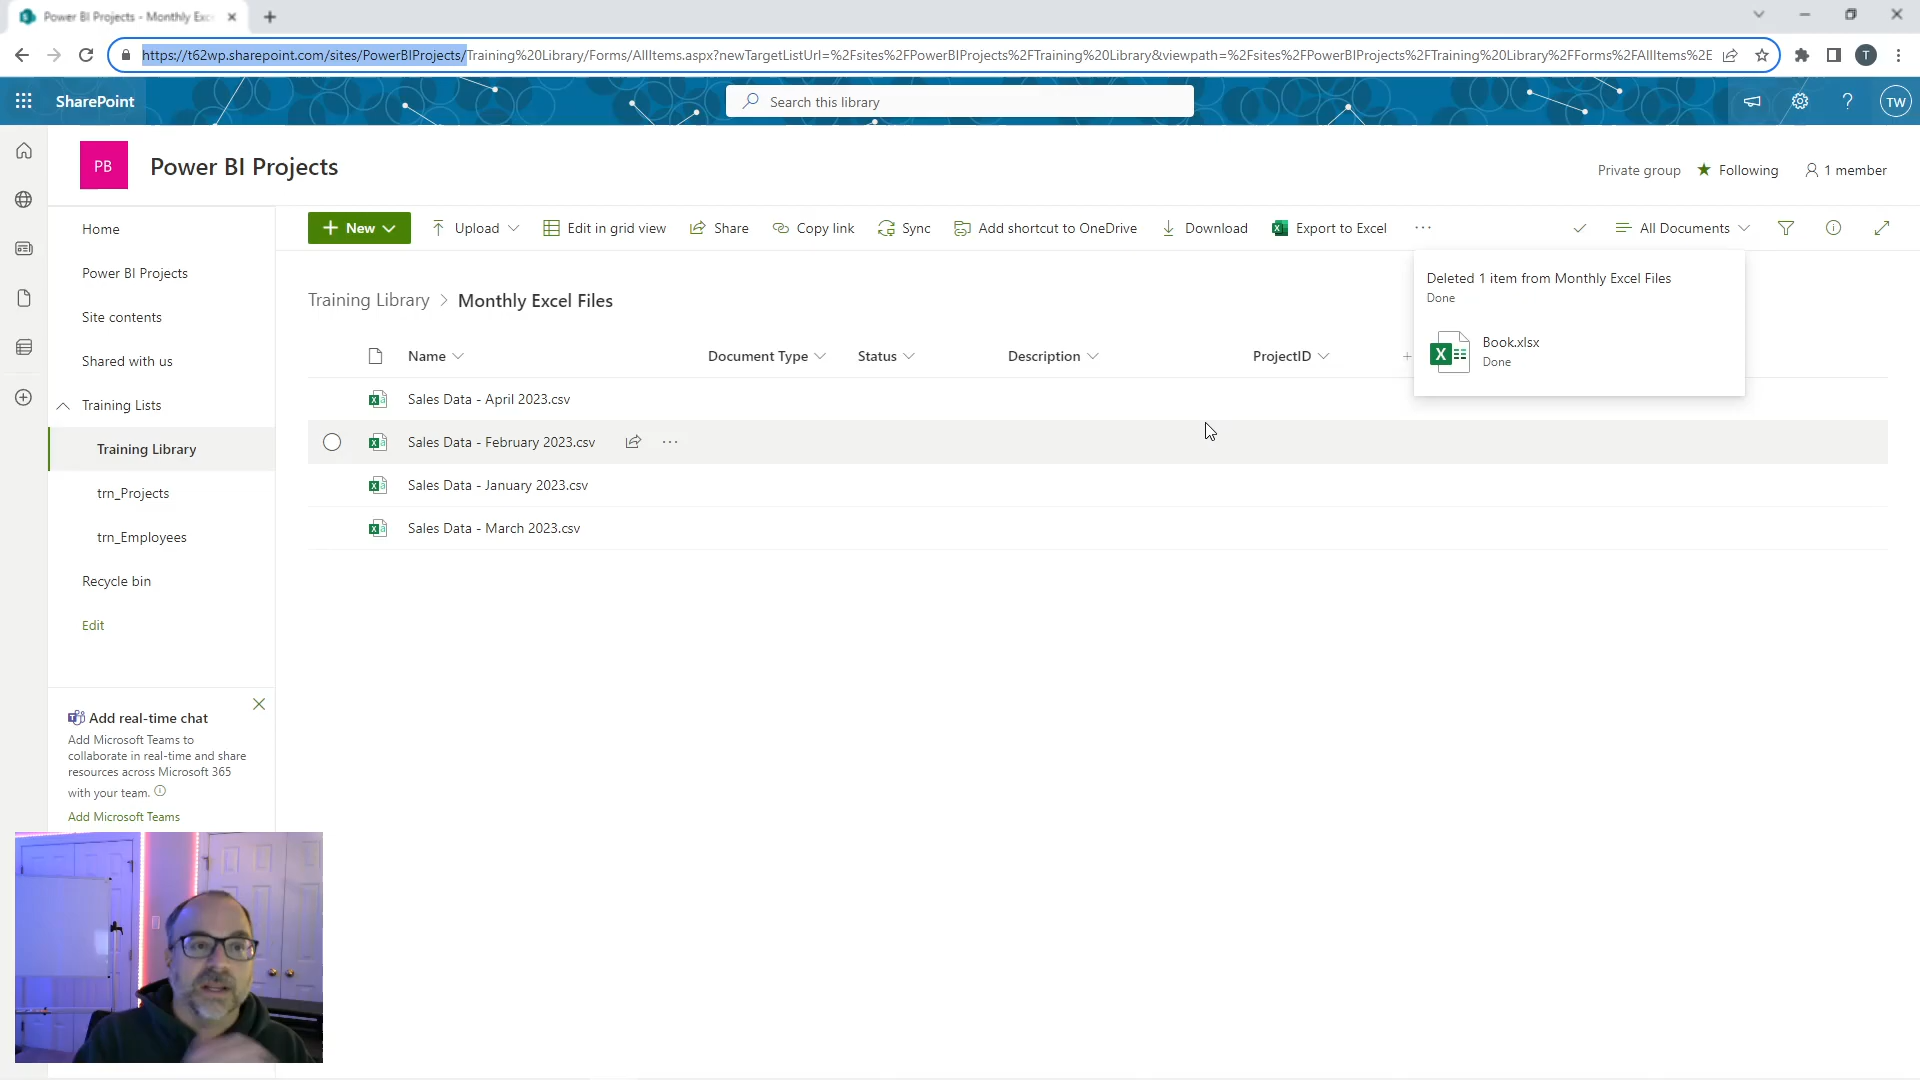 Power BI Projects - Monthly Exc
https://t62wp.sharepoint.com/sites/PowerBIProjects/Training%20Library/Forms/AllItems.aspx?newTargetListUrl=%2Fsites%2FPowerBIProjects%2FTraining%20Library&viewpath=%2Fsites%2FPowerBIProjects%2FTraining%20Library%2FForms%2FAllItems%2E
T
SharePoint
Search this library
TW
PB
Power BI Projects
Private group
Following
1 member
Home
Power BI Projects
Site contents
Shared with us
Training Lists
Training Library
trn_Projects
trn_Employees
Recycle bin
Edit
New
Upload
Edit in grid view
Share
Copy link
Sync
Add shortcut to OneDrive
Download
Export to Excel
All Documents
Deleted 1 item from Monthly Excel Files
Done
Book.xlsx
Done
Training Library > Monthly Excel Files
Name
Document Type
Status
Description
ProjectID
Sales Data - April 2023.csv
Sales Data - February 2023.csv
Sales Data - January 2023.csv
Sales Data - March 2023.csv
Add real-time chat
Add Microsoft Teams to
collaborate in real-time and share
resources across Microsoft 365
with your team.
Add Microsoft Teams